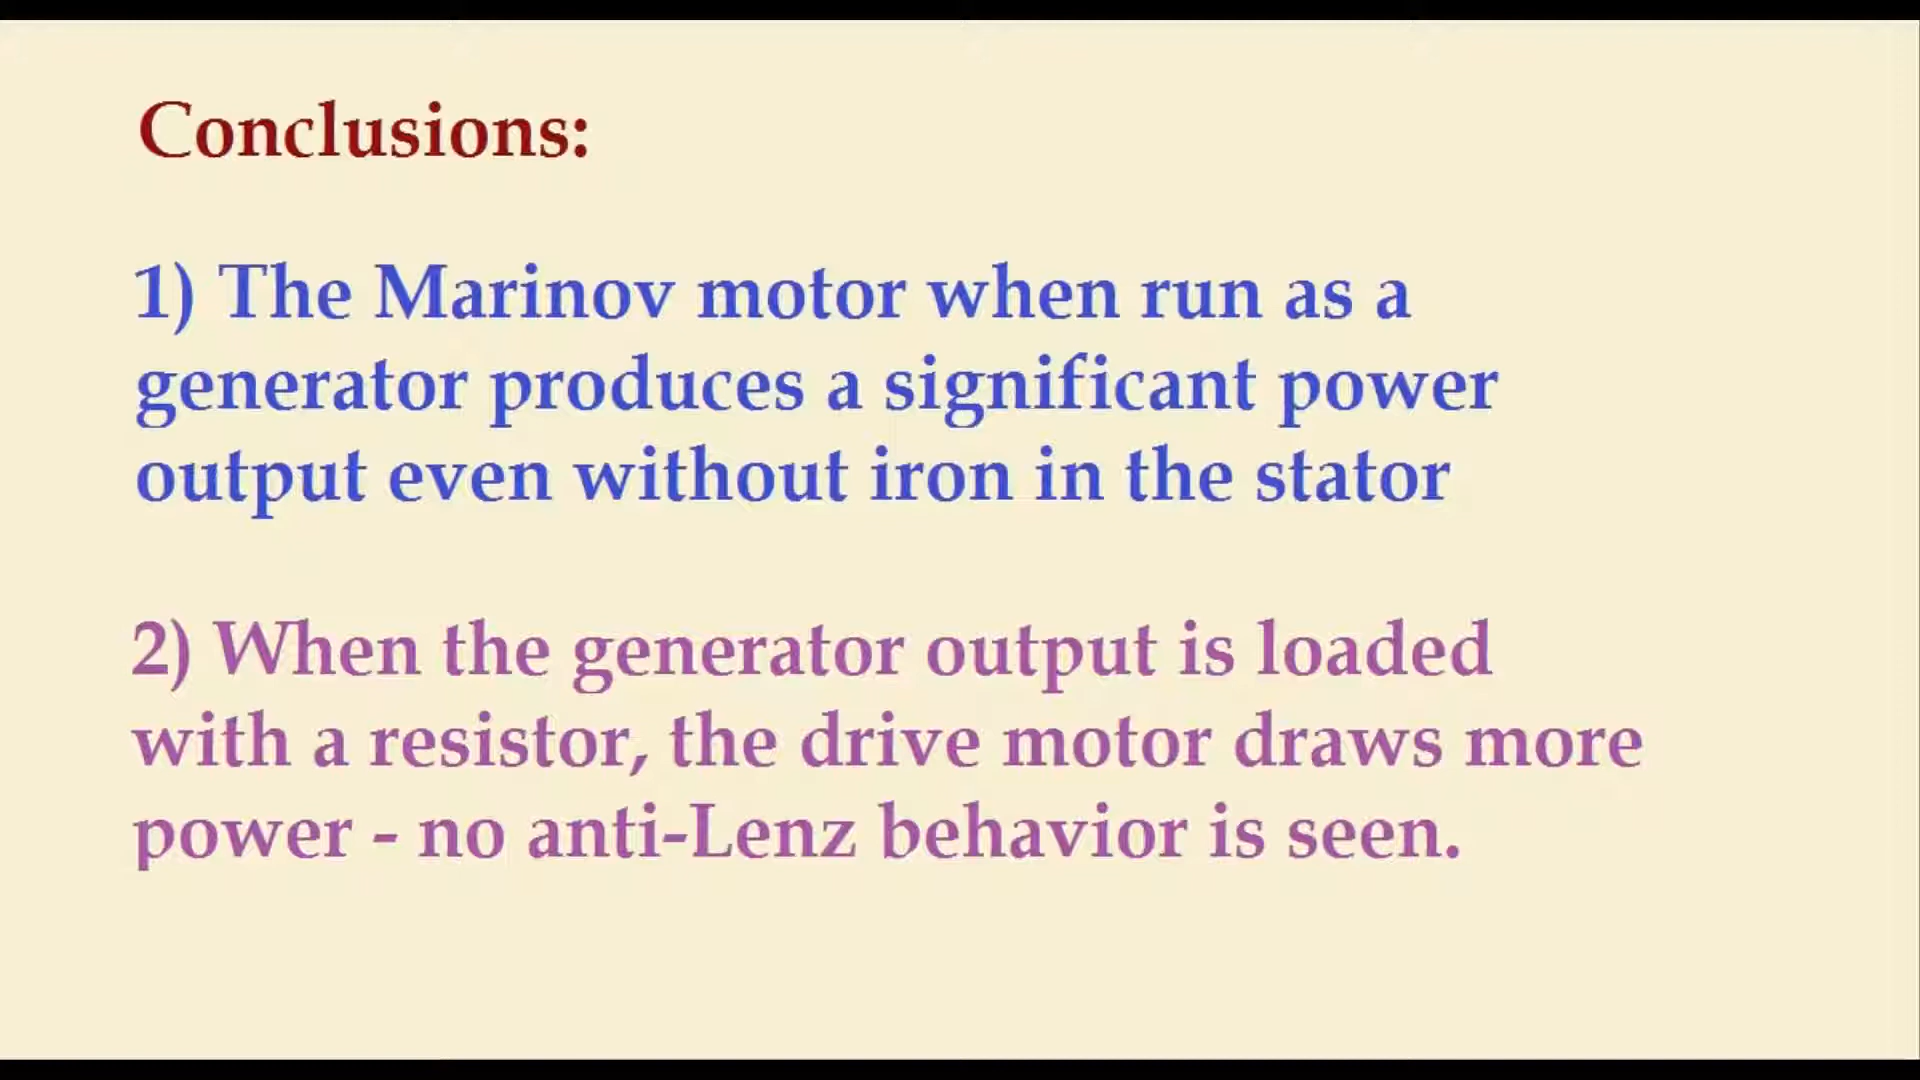 Conclusions:
1) The Marinov motor when run as a
generator produces a significant power
output even without iron in the stator
2) When the generator output is loaded
with a resistor, the drive motor draws more
power - no anti-Lenz behavior is seen.